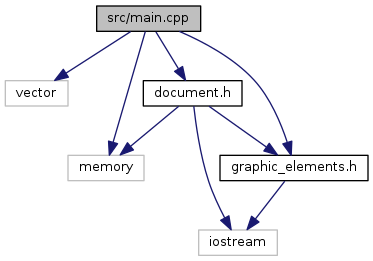 src/main.cpp
vector
document.h
memory
graphic_elements.h
iostream